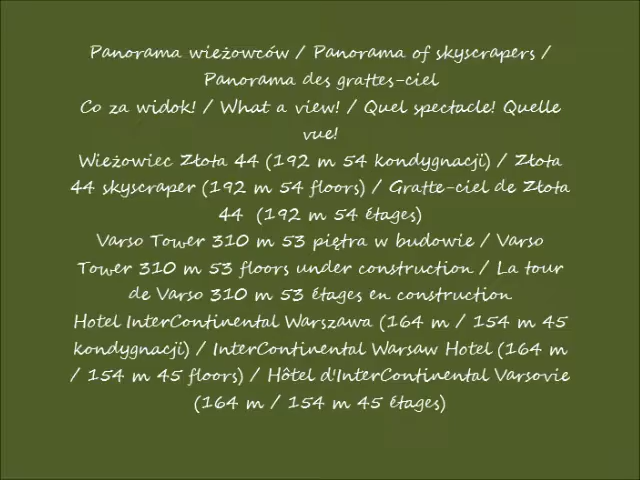 Panorama wieżowców / Panorama of skyscrapers /
Panorama des grattes-ciel
Co za widok! / What a view! / Quel spectacle! Quelle
vue!
Wieżowiec Złota 44 (192 m 54 kondygnacji) / Złota
44 skyscraper (192 m 54 floors) / Gratte-ciel de Złota
44 (192 m 54 étages)
Varso Tower 310 m 53 piętra w budowie / Varso
Tower 310 m 53 floors under construction / La tour
de Varso 310 m 53 étages en construction
Hotel InterContinental Warszawa (164 m / 154 m 45
kondygnacji) / InterContinental Warsaw Hotel (164 m
/ 154 m 45 floors) / Hôtel d'InterContinental Varsovie
(164 m / 154 m 45 étages)